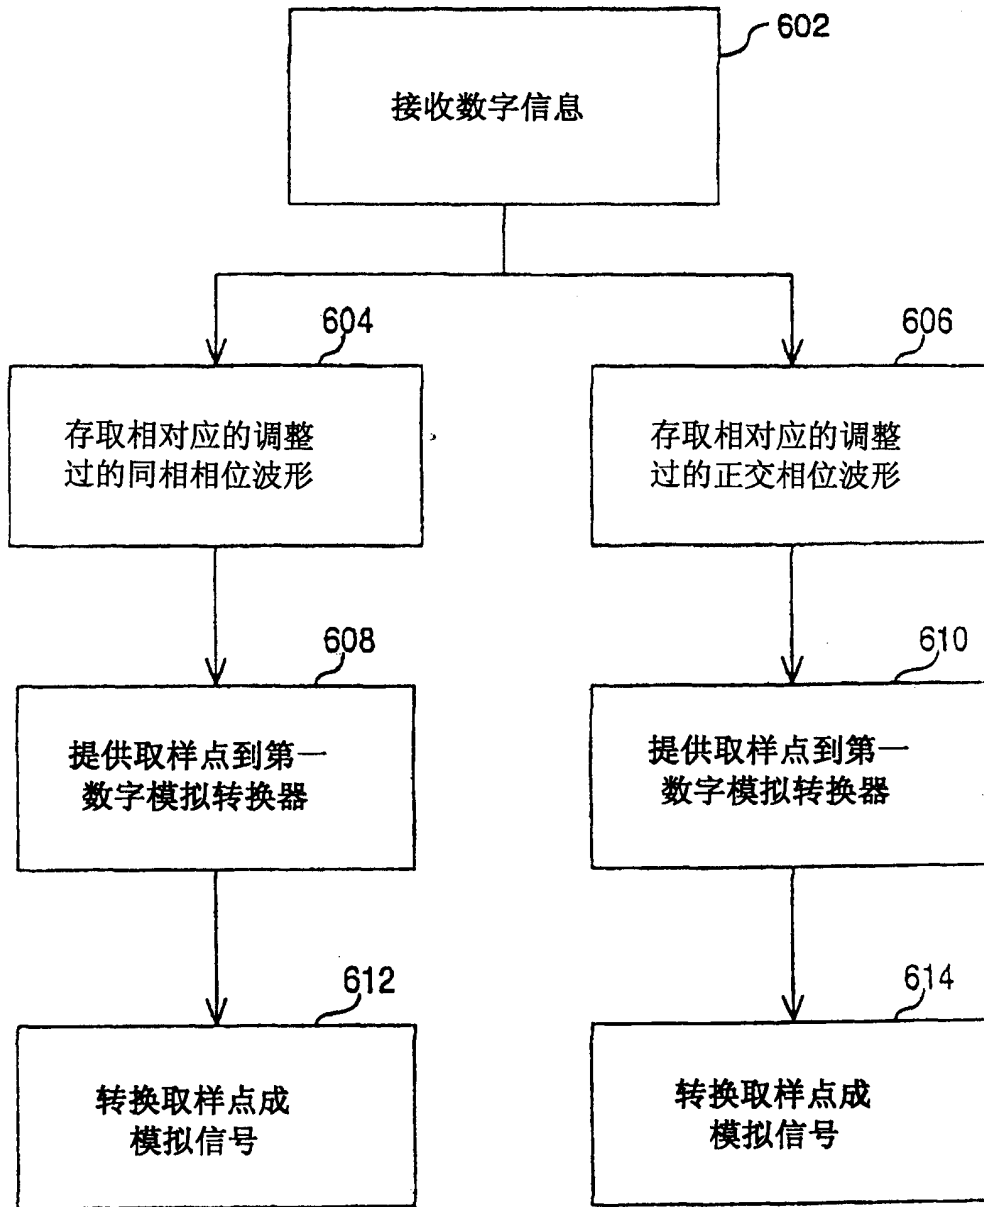 602
接收数字信息
604
606
存取相对应的调整
过的同相相位波形
存取相对应的调整
过的正交相位波形
608
610
提供取样点到第一
数字模拟转换器
提供取样点到第一
数字模拟转换器
612
614
转换取样点成
模拟信号
转换取样点成
模拟信号